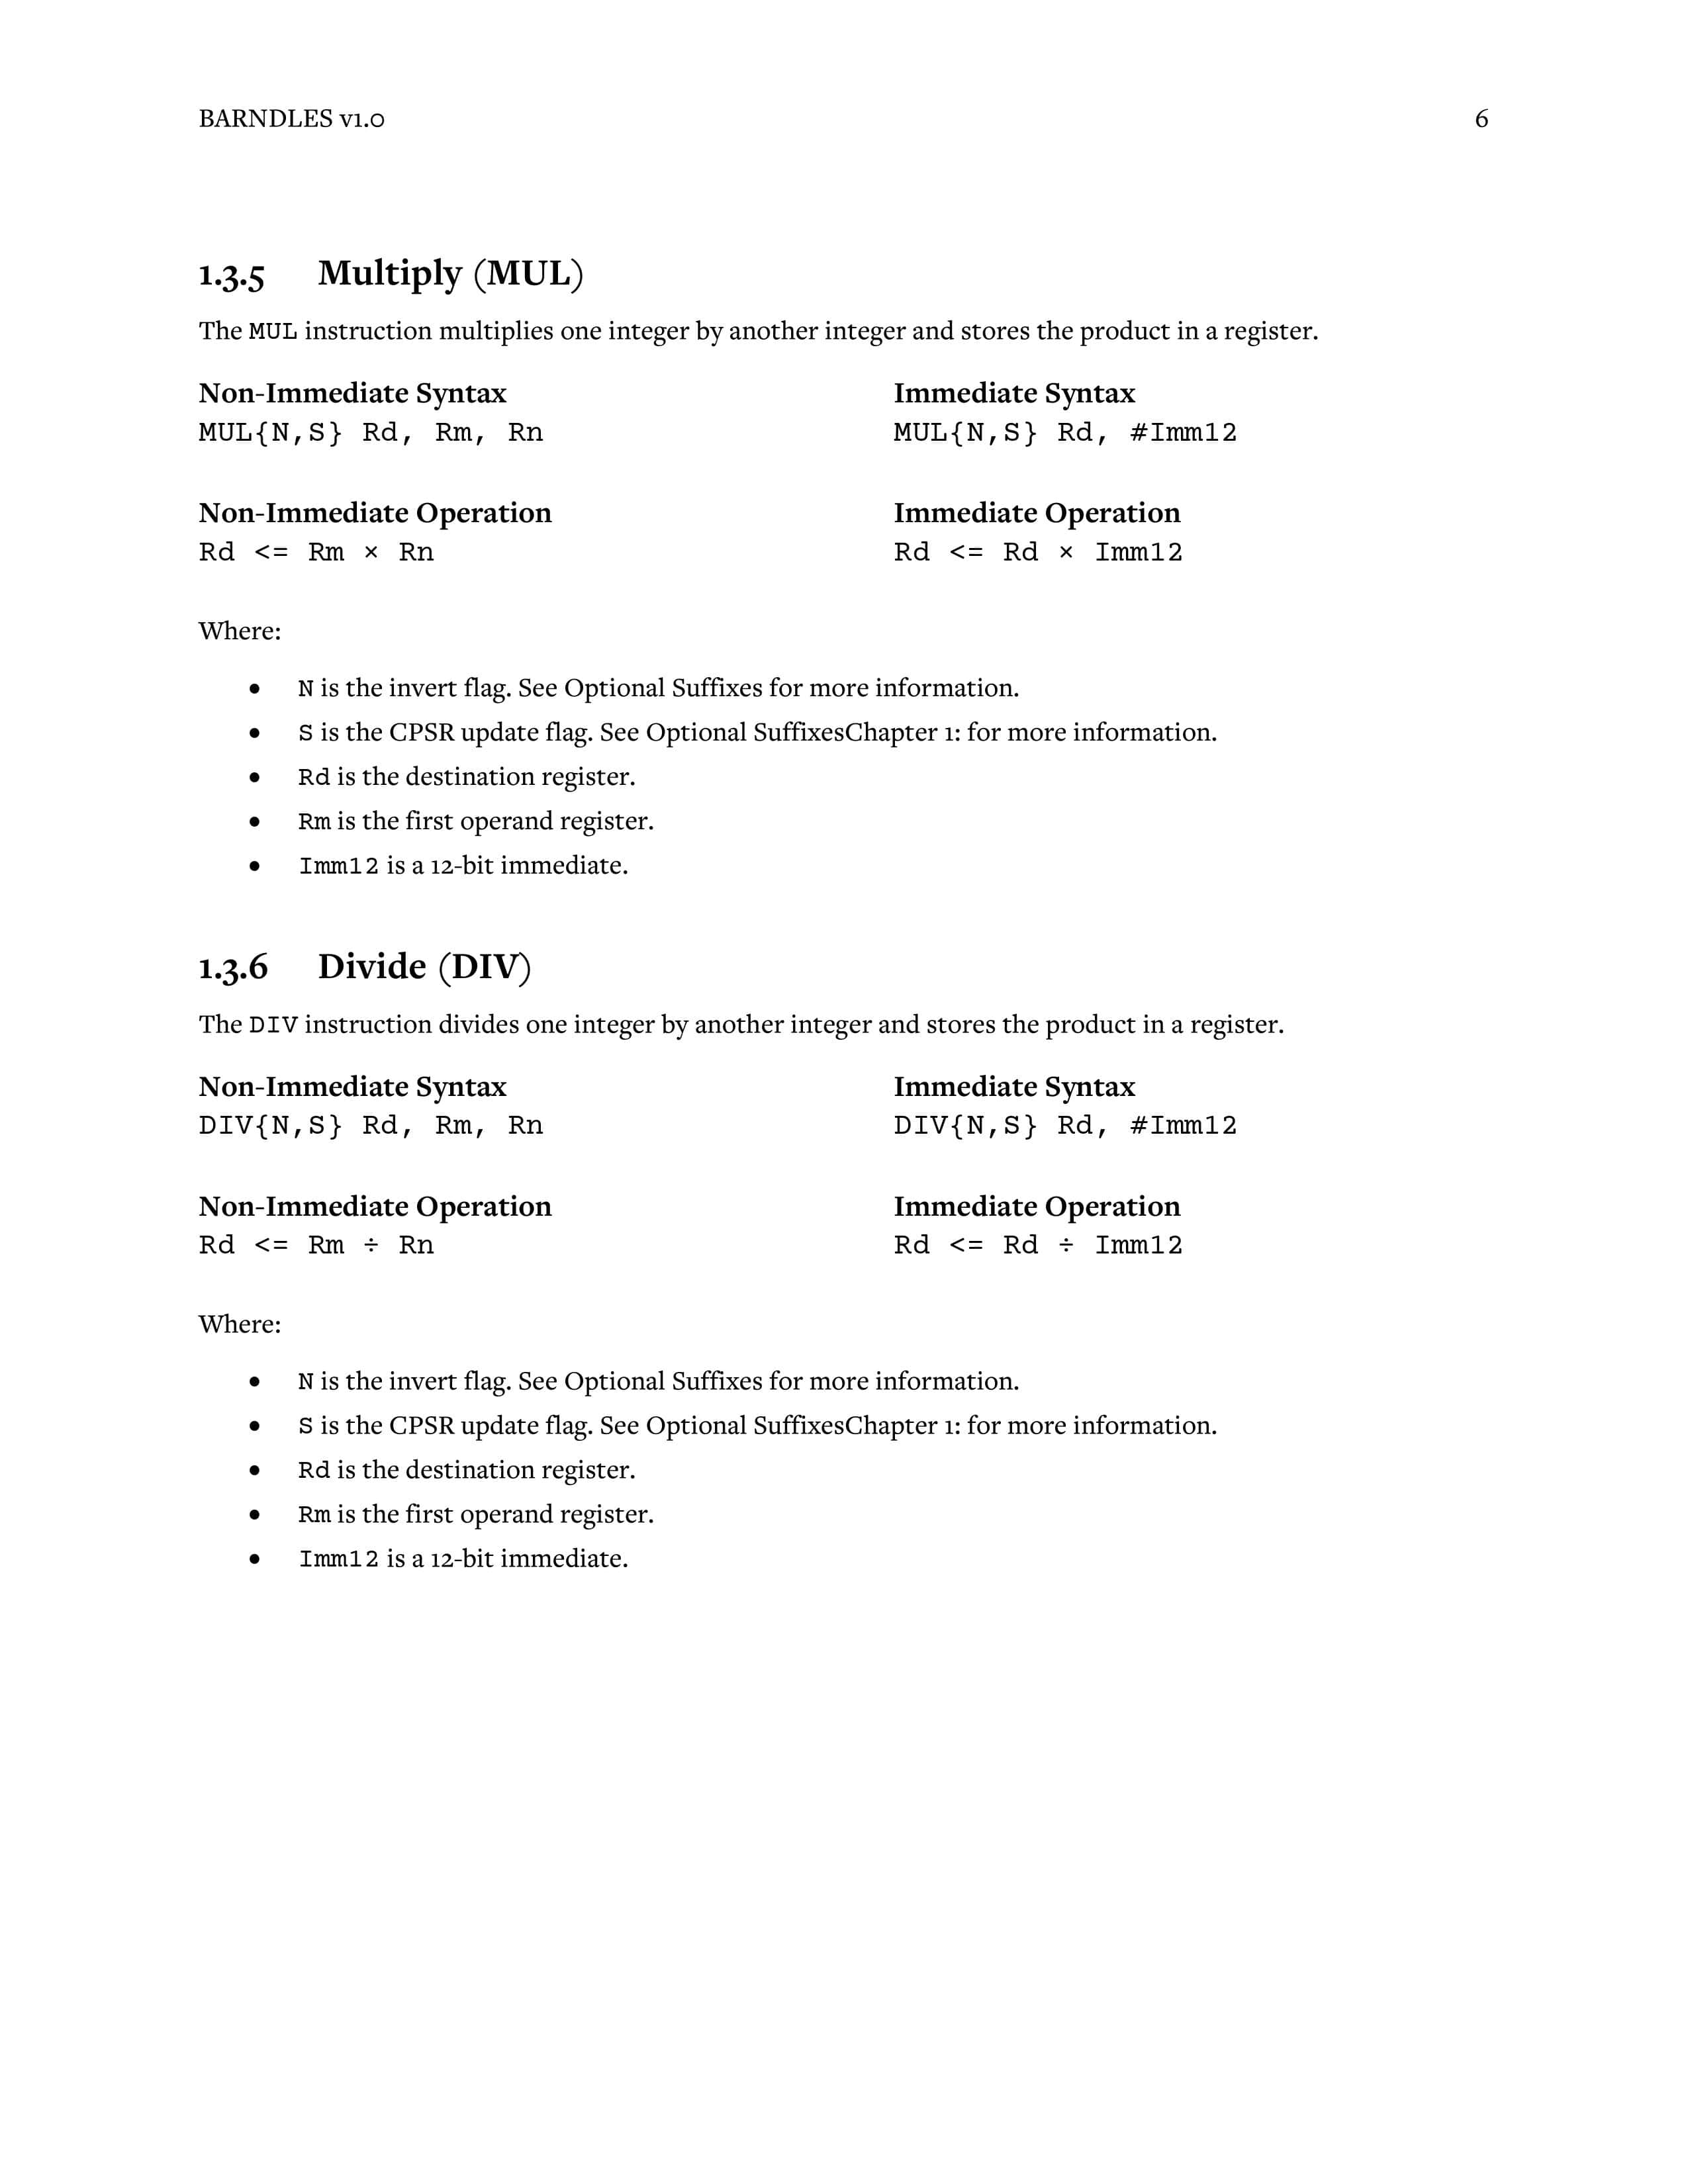 BARNDLES v1.0 6
1.3.5 Multiply (MUL)
The MUL instruction multiplies one integer by another integer and stores the product in a register.
Non-Immediate Syntax
MUL{N,S} Rd, Rm, Rn
Immediate Syntax
MUL{N,S} Rd, #Imm12
Non-Immediate Operation
Rd <= Rm × Rn
Immediate Operation
Rd <= Rd × Imm12
Where:
• N is the invert flag. See Optional Suffixes for more information.
• S is the CPSR update flag. See Optional SuffixesChapter 1: for more information.
• Rd is the destination register.
• Rm is the first operand register.
• Imm12 is a 12-bit immediate.
1.3.6 Divide (DIV)
The DIV instruction divides one integer by another integer and stores the product in a register.
Non-Immediate Syntax
DIV{N,S} Rd, Rm, Rn
Immediate Syntax
DIV{N,S} Rd, #Imm12
Non-Immediate Operation
Rd <= Rm ÷ Rn
Immediate Operation
Rd <= Rd ÷ Imm12
Where:
• N is the invert flag. See Optional Suffixes for more information.
• S is the CPSR update flag. See Optional SuffixesChapter 1: for more information.
• Rd is the destination register.
• Rm is the first operand register.
• Imm12 is a 12-bit immediate.